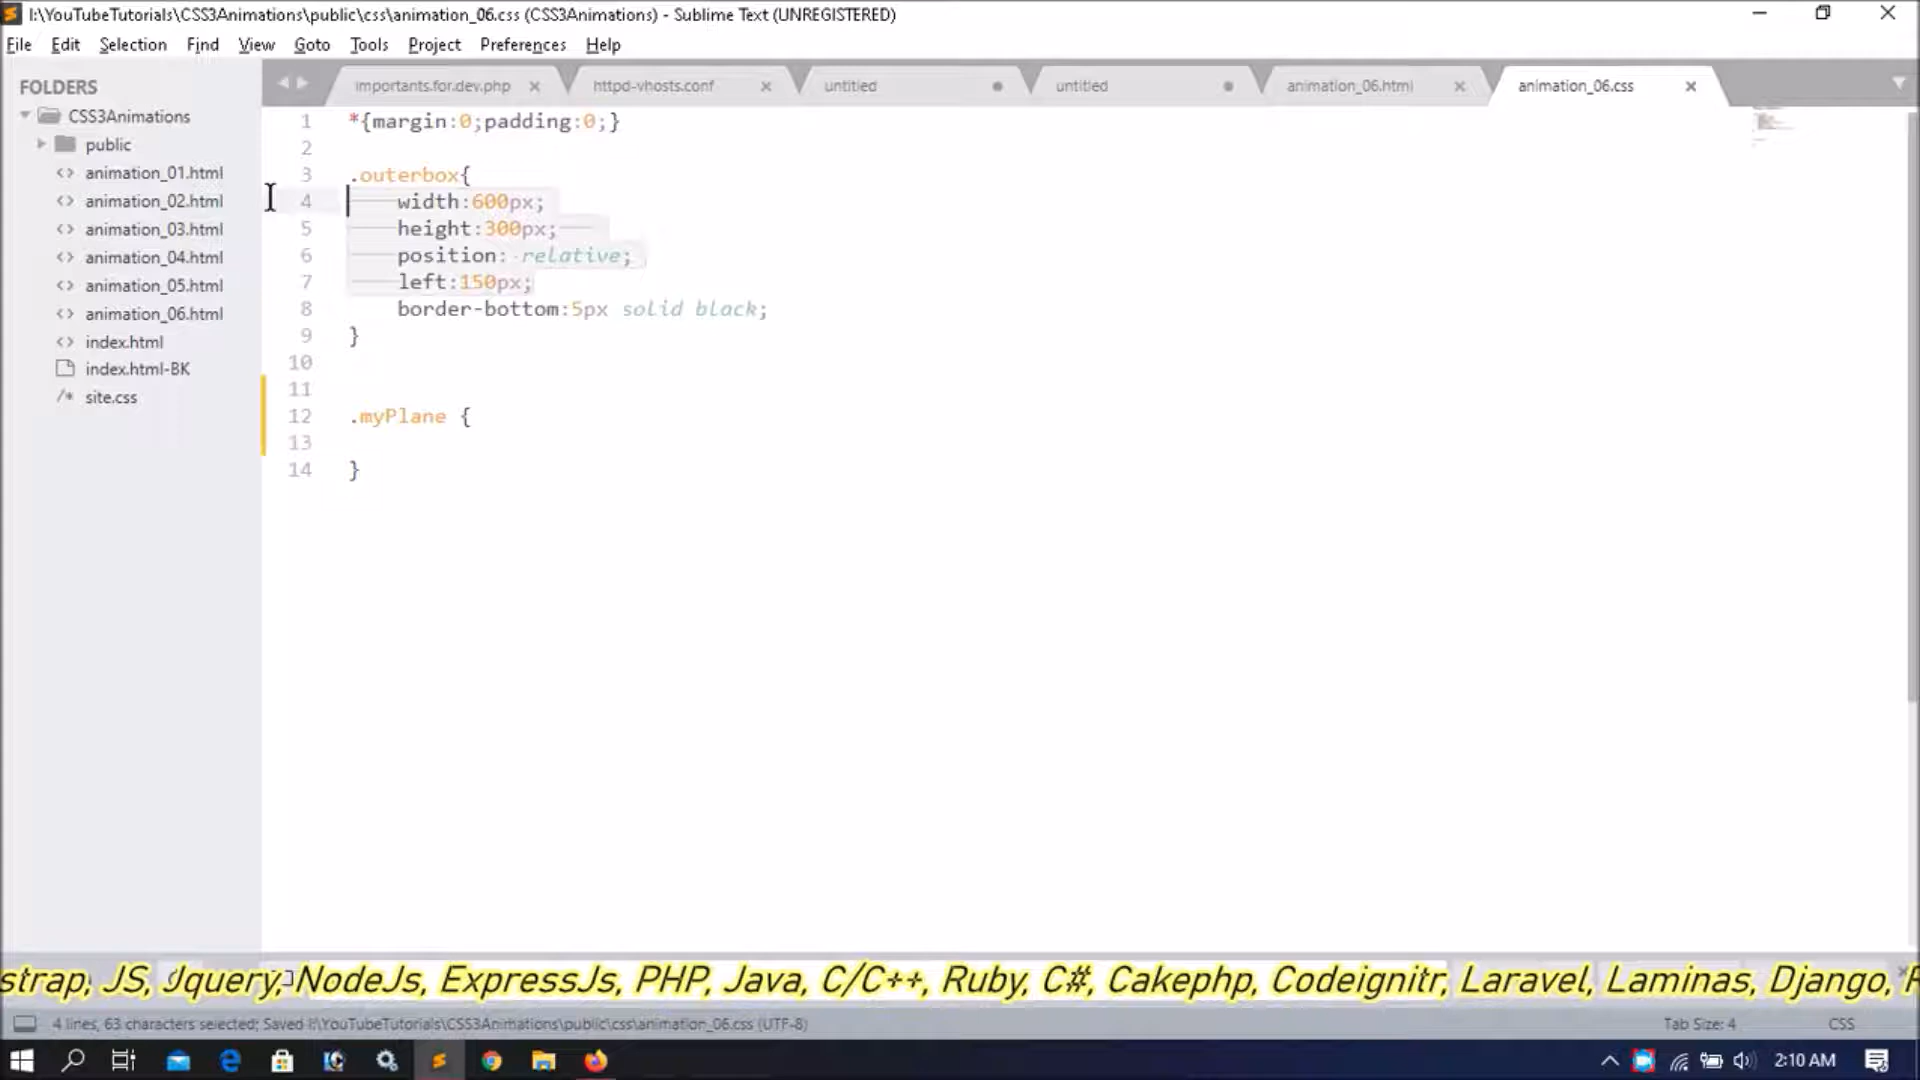 I:\YouTubeTutorials\CSS3Animations\public\css\animation_06.css (CSS3Animations) - Sublime Text (UNREGISTERED)
File Edit Selection Find View Goto Tools Project Preferences Help
FOLDERS
CSS3Animations
public
animation_01.html
animation_02.html
animation_03.html
animation_04.html
animation_05.html
animation_06.html
index.html
index.html-BK
site.css
importants.for.dev.php
httpd-vhosts.conf
untitled
untitled
animation_06.html
animation_06.css
1 *{margin:0;padding:0;}
2
3 .outerbox{
4 width:600px;
5 height:300px;
6 position: relative;
7 left:150px;
8 border-bottom:5px solid black;
9 }
10
11
12 .myPlane {
13
14 }
strap, JS, Jquery, NodeJs, ExpressJs, PHP, Java, C/C++, Ruby, C#, Cakephp, Codeignitr, Laravel, Laminas, Django,
4 lines, 63 characters selected; Saved I:\YouTubeTutorials\CSS3Animations\public\css\animation_06.css (UTF-8)
Tab Size: 4
CSS
2:10 AM